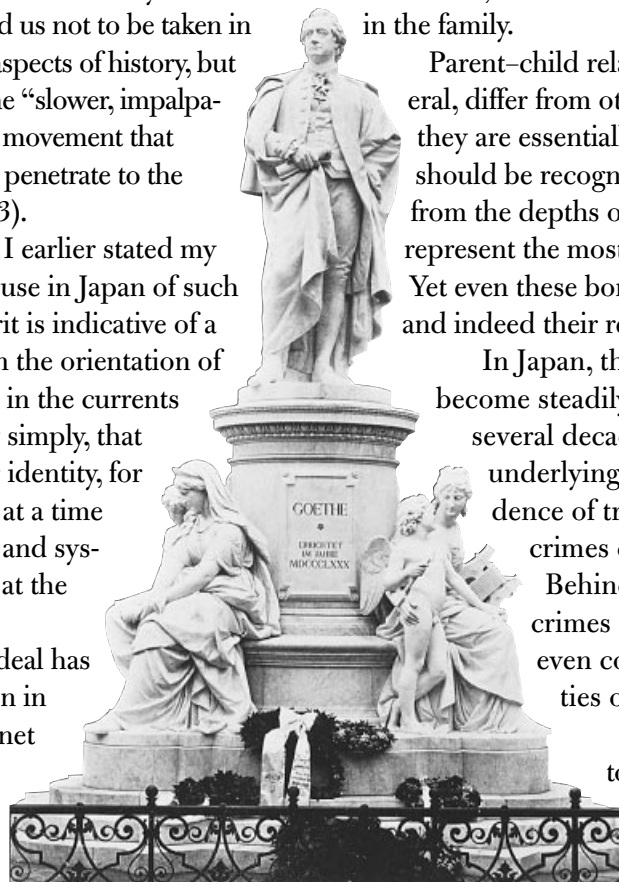 d us not to be taken in
aspects of history, but
ne “slower, impalpa-
movement that
penetrate to the
3).
I earlier stated my
use in Japan of such
rit is indicative of a
n the orientation of
in the currents
simply, that
identity, for
at a time
and sys-
at the
deal has
n in
net
GOETHE
ERRICHTET
IM JAHRE
MDCCCLXXX
in the family.
Parent–child rela
eral, differ from ot
they are essentiall
should be recogn
from the depths o
represent the most
Yet even these bon
and indeed their re
In Japan, th
become steadily
several decad
underlying
dence of tr
crimes
Behind
crimes
even co
ties o
to